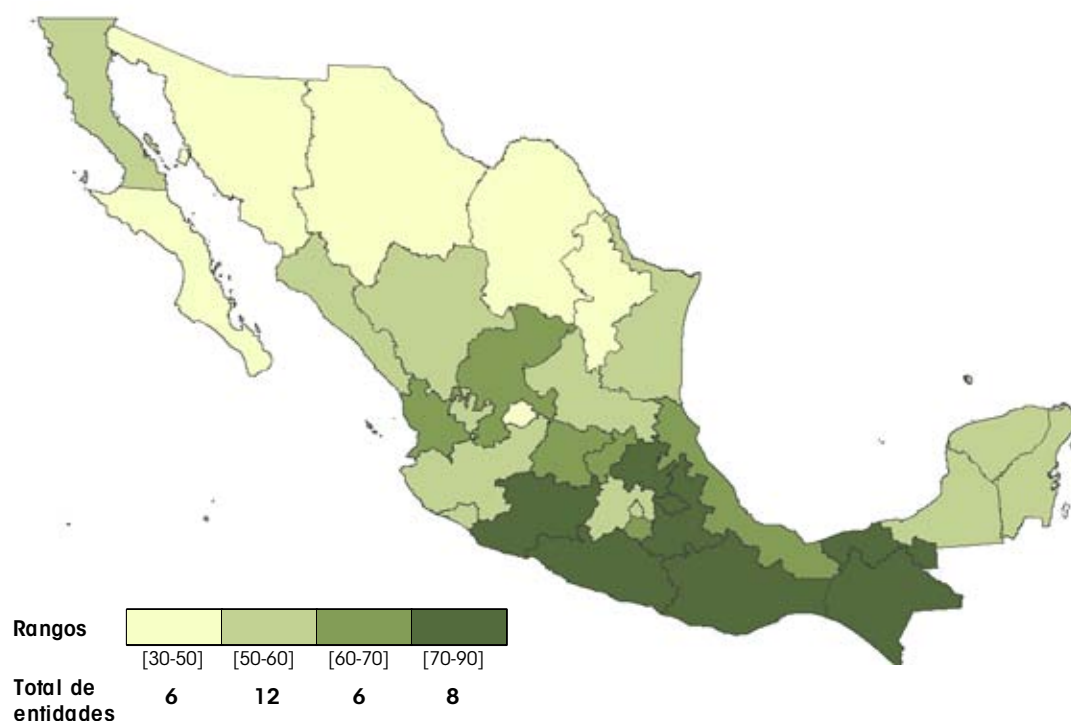 Rangos
[30-50] [50-60] [60-70] [70-90]
Total de
entidades
6 12 6 8